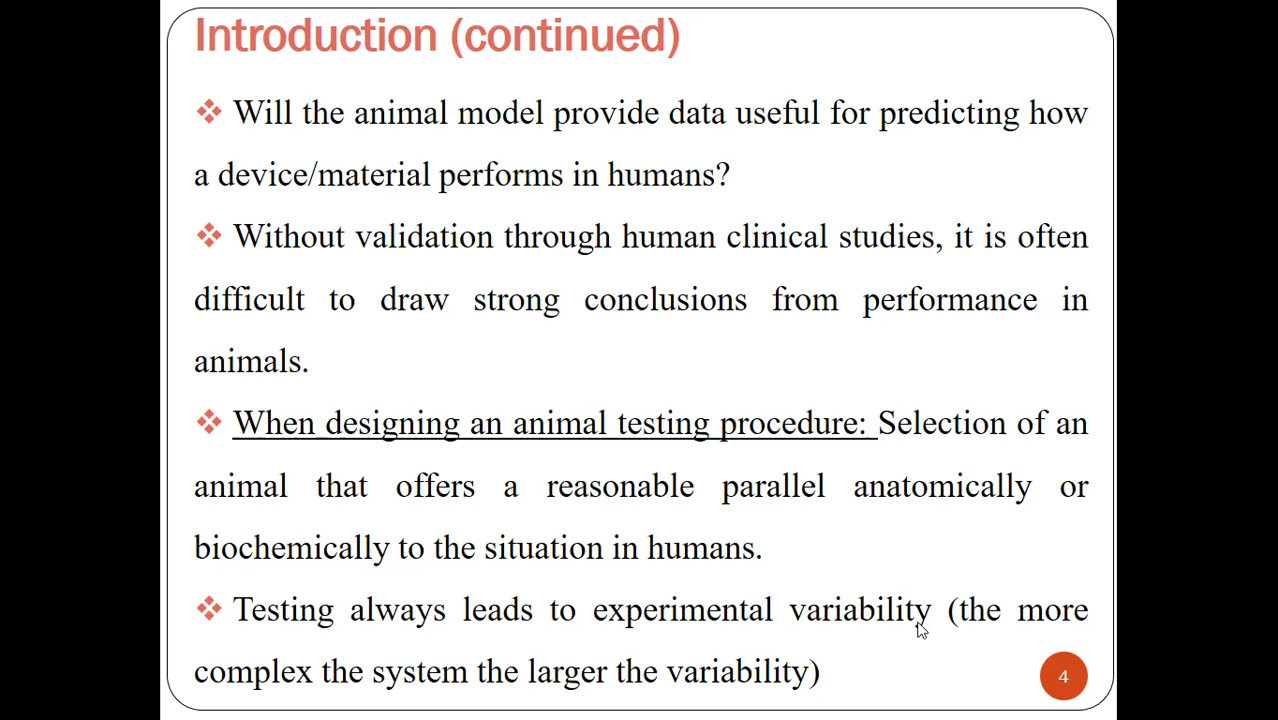 Introduction (continued)
Will the animal model provide data useful for predicting how
a device/material performs in humans?
Without validation through human clinical studies, it is often
difficult to draw strong conclusions from performance in
animals.
When designing an animal testing procedure: Selection of an
animal that offers a reasonable parallel anatomically or
biochemically to the situation in humans.
Testing always leads to experimental variability (the more
complex the system the larger the variability)
4